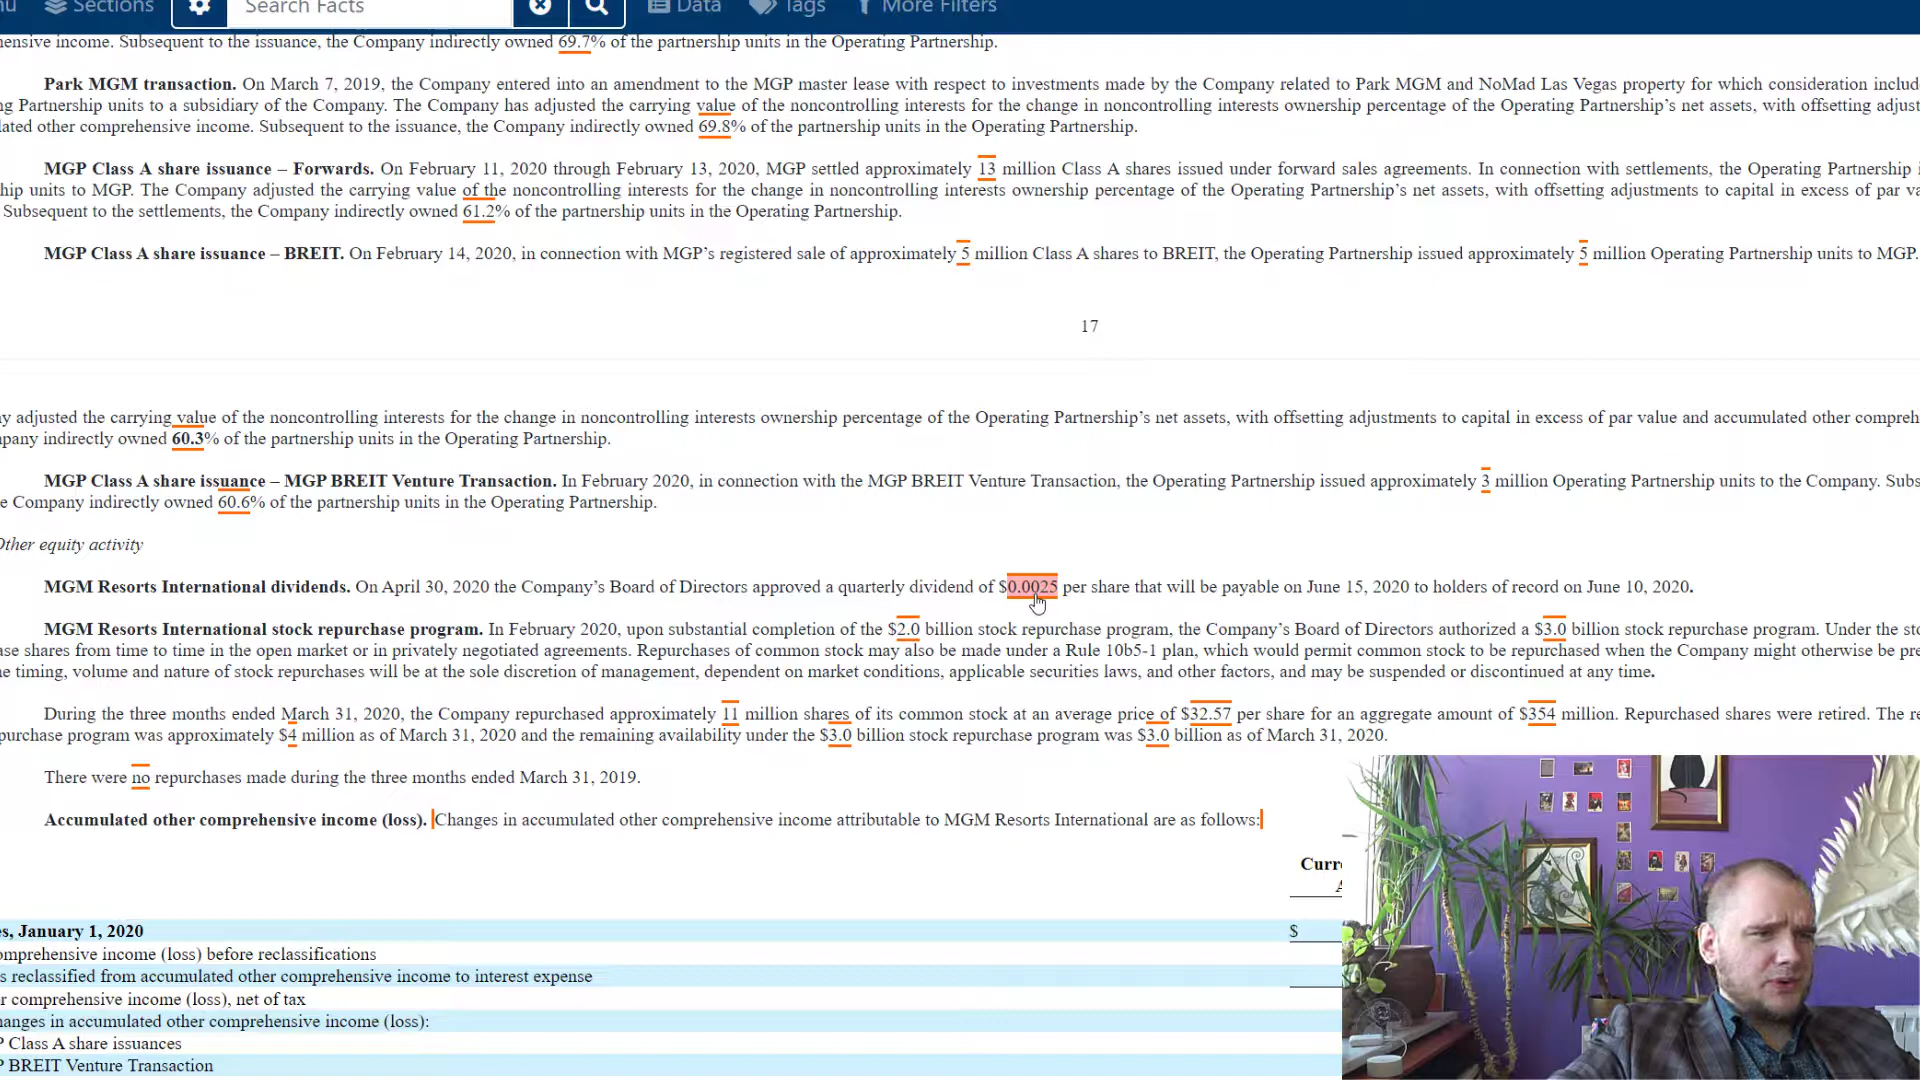 Sections Search Facts Data Tags More Filters
ensive income. Subsequent to the issuance, the Company indirectly owned 69.7% of the partnership units in the Operating Partnership.
Park MGM transaction. On March 7, 2019, the Company entered into an amendment to the MGP master lease with respect to investments made by the Company related to Park MGM and NoMad Las Vegas property for which consideration includ
ng Partnership units to a subsidiary of the Company. The Company has adjusted the carrying value of the noncontrolling interests for the change in noncontrolling interests ownership percentage of the Operating Partnership's net assets, with offsetting adjust
lated other comprehensive income. Subsequent to the issuance, the Company indirectly owned 69.8% of the partnership units in the Operating Partnership.
MGP Class A share issuance – Forwards. On February 11, 2020 through February 13, 2020, MGP settled approximately 13 million Class A shares issued under forward sales agreements. In connection with settlements, the Operating Partnership i
hip units to MGP. The Company adjusted the carrying value of the noncontrolling interests for the change in noncontrolling interests ownership percentage of the Operating Partnership's net assets, with offsetting adjustments to capital in excess of par va
Subsequent to the settlements, the Company indirectly owned 61.2% of the partnership units in the Operating Partnership.
MGP Class A share issuance – BREIT. On February 14, 2020, in connection with MGP's registered sale of approximately 5 million Class A shares to BREIT, the Operating Partnership issued approximately 5 million Operating Partnership units to MGP.
17
y adjusted the carrying value of the noncontrolling interests for the change in noncontrolling interests ownership percentage of the Operating Partnership's net assets, with offsetting adjustments to capital in excess of par value and accumulated other compreh
pany indirectly owned 60.3% of the partnership units in the Operating Partnership.
MGP Class A share issuance – MGP BREIT Venture Transaction. In February 2020, in connection with the MGP BREIT Venture Transaction, the Operating Partnership issued approximately 3 million Operating Partnership units to the Company. Subs
e Company indirectly owned 60.6% of the partnership units in the Operating Partnership.
Other equity activity
MGM Resorts International dividends. On April 30, 2020 the Company's Board of Directors approved a quarterly dividend of $0.0025 per share that will be payable on June 15, 2020 to holders of record on June 10, 2020.
MGM Resorts International stock repurchase program. In February 2020, upon substantial completion of the $2.0 billion stock repurchase program, the Company's Board of Directors authorized a $3.0 billion stock repurchase program. Under the sto
ase shares from time to time in the open market or in privately negotiated agreements. Repurchases of common stock may also be made under a Rule 10b5-1 plan, which would permit common stock to be repurchased when the Company might otherwise be pre
e timing, volume and nature of stock repurchases will be at the sole discretion of management, dependent on market conditions, applicable securities laws, and other factors, and may be suspended or discontinued at any time.
During the three months ended March 31, 2020, the Company repurchased approximately 11 million shares of its common stock at an average price of $32.57 per share for an aggregate amount of $354 million. Repurchased shares were retired. The re
purchase program was approximately $4 million as of March 31, 2020 and the remaining availability under the $3.0 billion stock repurchase program was $3.0 billion as of March 31, 2020.
There were no repurchases made during the three months ended March 31, 2019.
Accumulated other comprehensive income (loss). Changes in accumulated other comprehensive income attributable to MGM Resorts International are as follows:
Curre
A
es, January 1, 2020 $
omprehensive income (loss) before reclassifications
s reclassified from accumulated other comprehensive income to interest expense
r comprehensive income (loss), net of tax
hanges in accumulated other comprehensive income (loss):
P Class A share issuances
P BREIT Venture Transaction